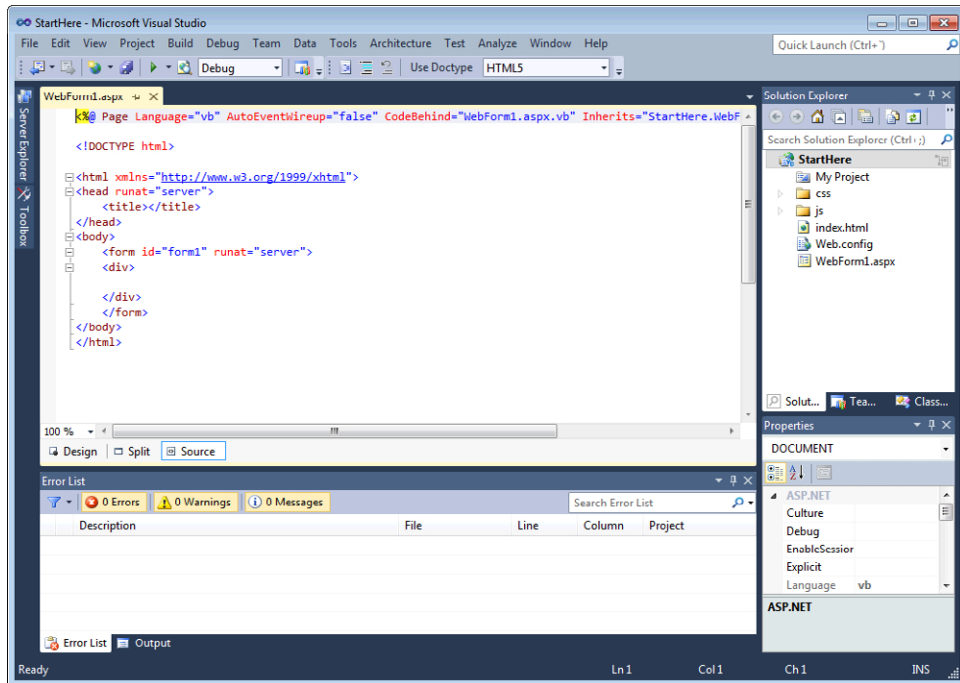 StartHere - Microsoft Visual Studio
File Edit View Project Build Debug Team Data Tools Architecture Test Analyze Window Help
Quick Launch (Ctrl+`)
Debug Use Doctype HTML5
Server Explorer
Toolbox
WebForm1.aspx
<%@ Page Language="vb" AutoEventWireup="false" CodeBehind="WebForm1.aspx.vb" Inherits="StartHere.WebF
<!DOCTYPE html>
<html xmlns="http://www.w3.org/1999/xhtml">
<head runat="server">
<title></title>
</head>
<body>
<form id="form1" runat="server">
<div>
</div>
</form>
</body>
</html>
100 %
Design Split Source
Solution Explorer
Search Solution Explorer (Ctrl+;)
StartHere
My Project
css
js
index.html
Web.config
WebForm1.aspx
Solut... Tea... Class...
Properties
DOCUMENT
ASP.NET
Culture
Debug
EnableSession
Explicit
Language vb
ASP.NET
Error List
0 Errors 0 Warnings 0 Messages Search Error List
Description File Line Column Project
Error List Output
Ready Ln 1 Col 1 Ch 1 INS